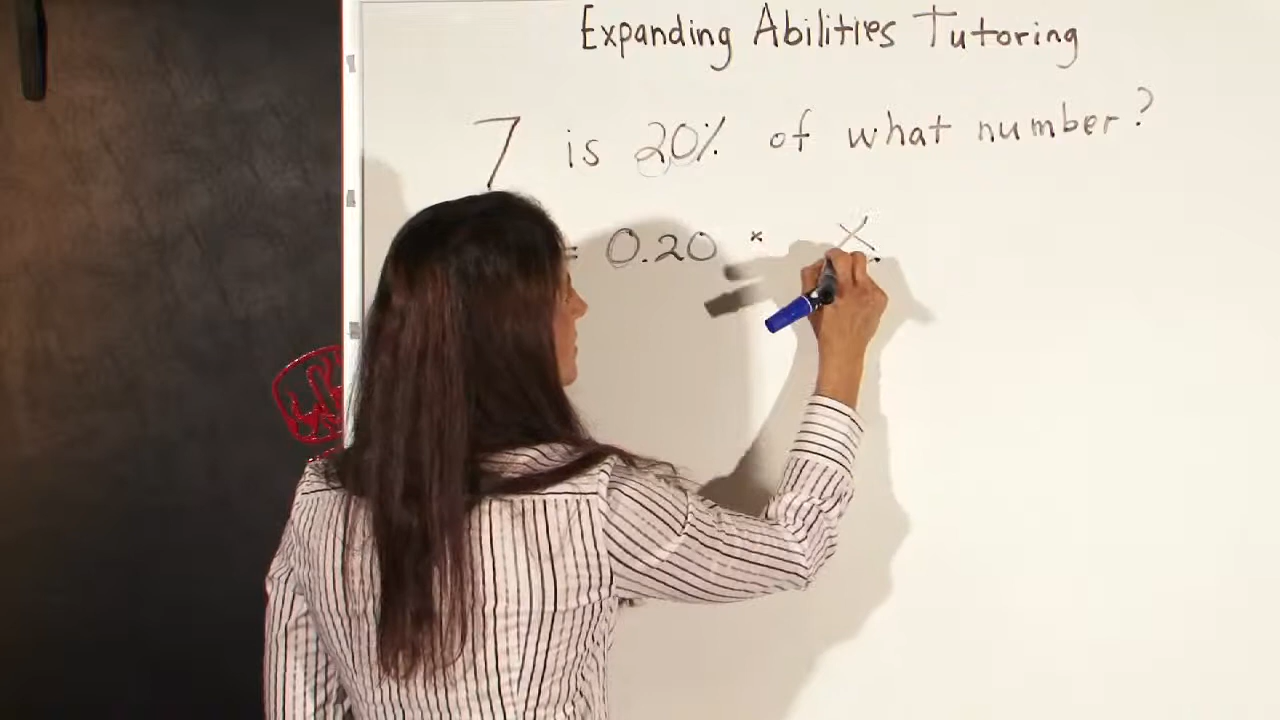 Expanding Abilities Tutoring
7 is 20% of what number?
= 0.20 × X